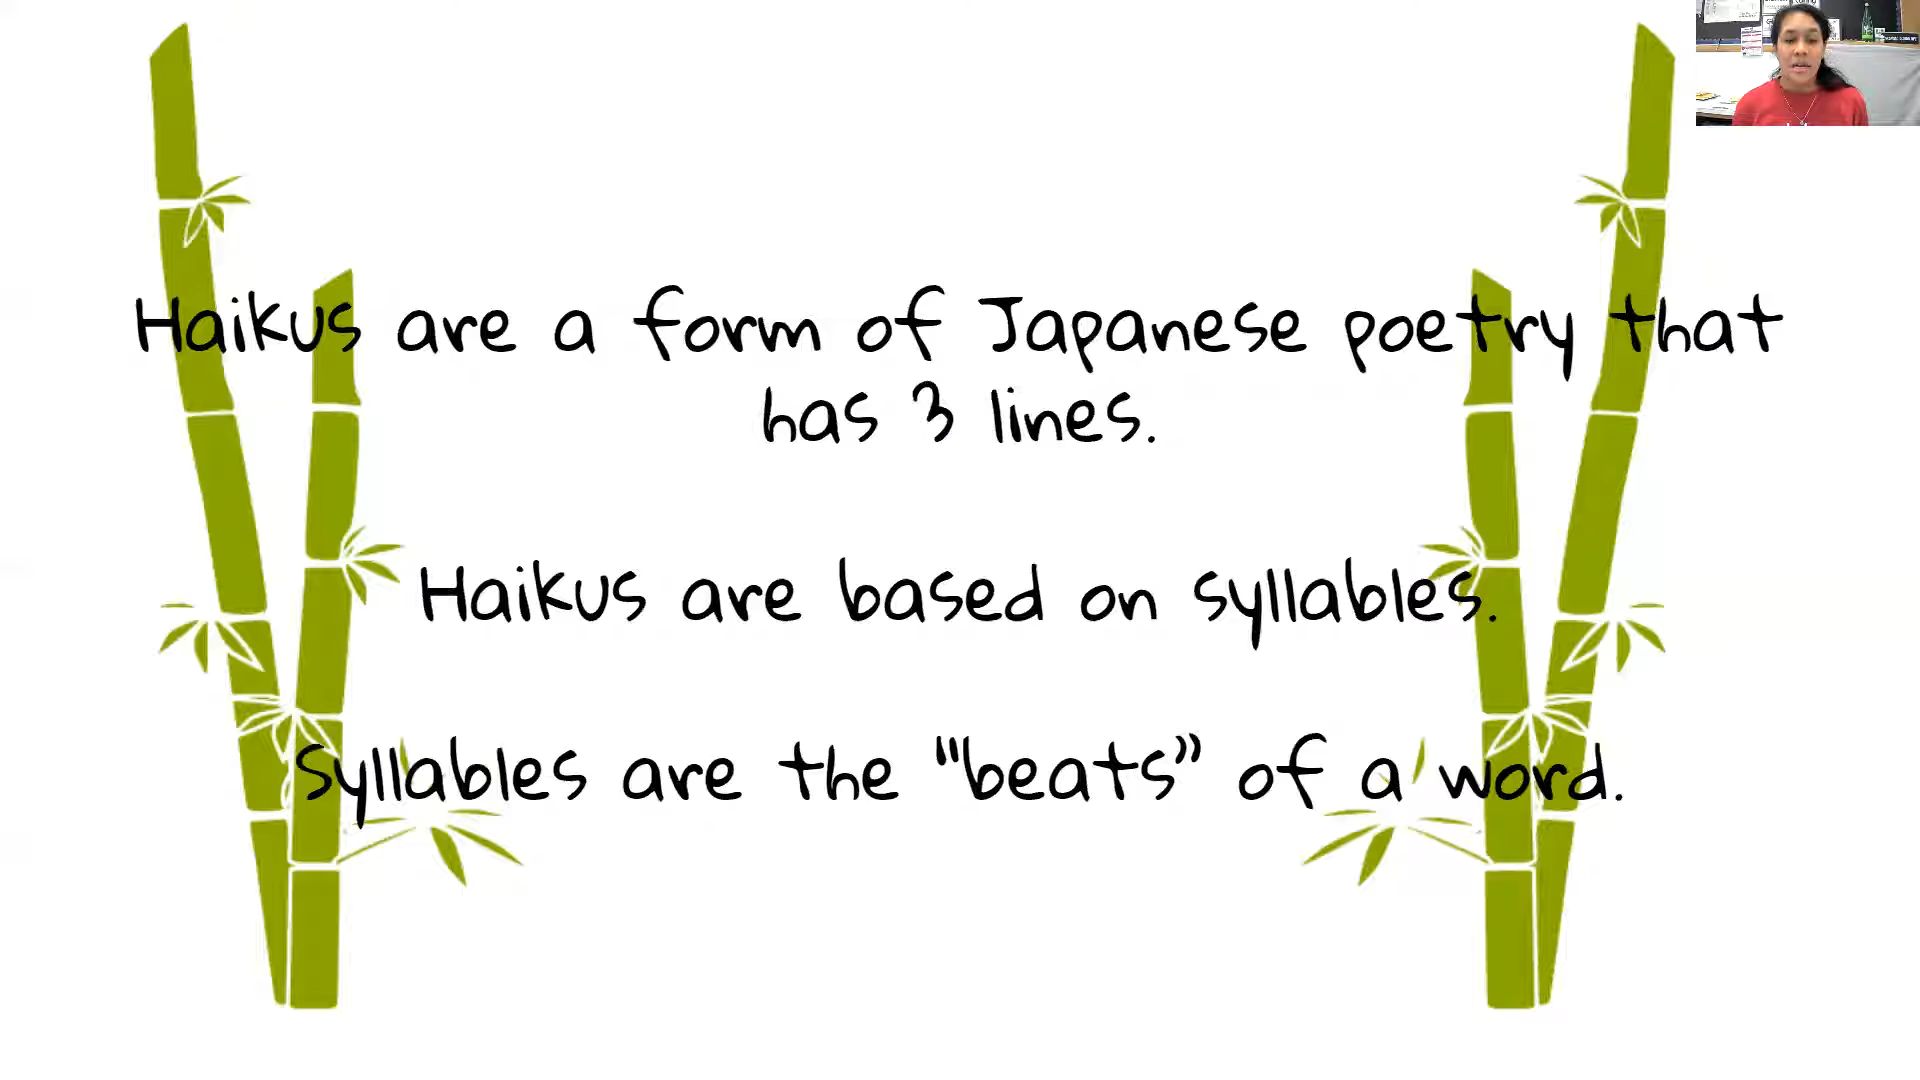 Haikus are a form of Japanese poetry that
has 3 lines.
Haikus are based on syllables.
Syllables are the “beats” of a word.